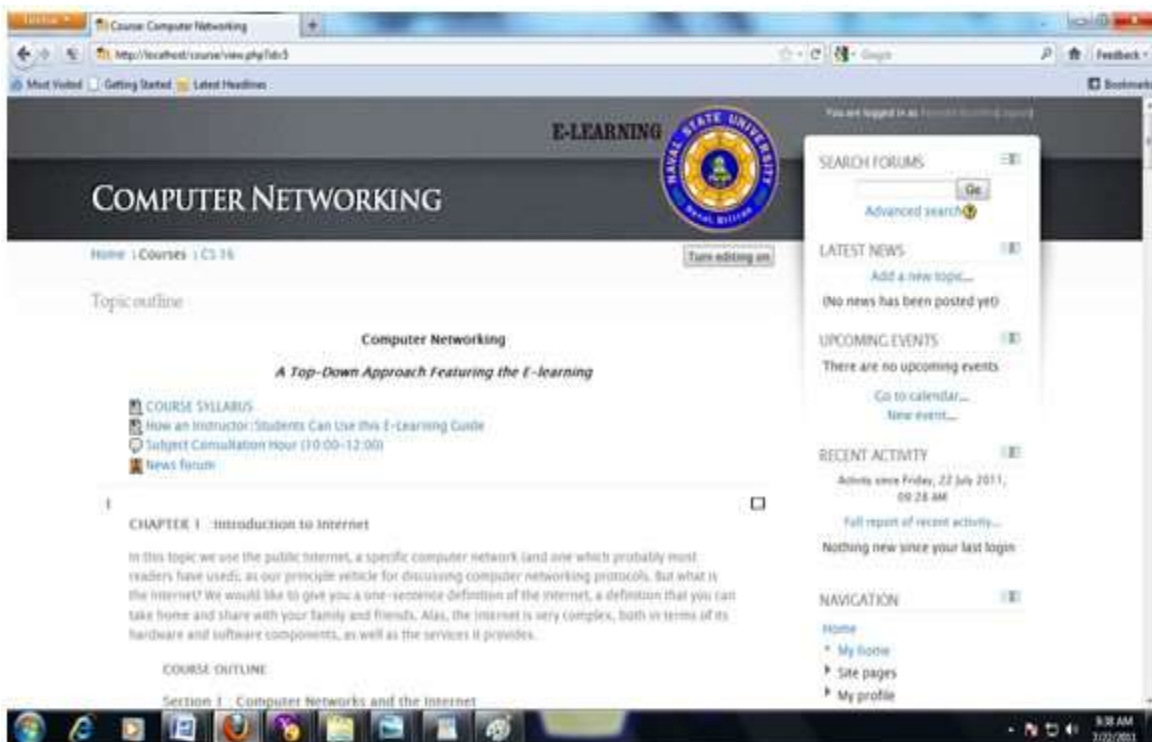 Firefox
Course: Computer Networking
http://localhost/course/view.php?id=5
Google
Feedback
Most Visited
Getting Started
Latest Headlines
Bookmarks
You are logged in as
E-LEARNING
NAVAL STATE UNIVERSITY
Naval, Biliran
COMPUTER NETWORKING
Home
Courses
CS 16
Turn editing on
Topic outline
Computer Networking
A Top-Down Approach Featuring the E-learning
COURSE SYLLABUS
How an Instructor/Students Can Use this E-Learning Guide
Subject Consultation Hour (10:00-12:00)
News forum
1
CHAPTER 1 Introduction to Internet
In this topic we use the public Internet, a specific computer network (and one which probably most
readers have used), as our principle vehicle for discussing computer networking protocols. But what is
the Internet? We would like to give you a one-sentence definition of the Internet, a definition that you can
take home and share with your family and friends. Alas, the Internet is very complex, both in terms of its
hardware and software components, as well as the services it provides.
COURSE OUTLINE
Section 1 Computer Networks and the Internet
SEARCH FORUMS
Go
Advanced search
LATEST NEWS
Add a new topic...
(No news has been posted yet)
UPCOMING EVENTS
There are no upcoming events
Go to calendar...
New event...
RECENT ACTIVITY
Activity since Friday, 22 July 2011,
09:28 AM
Full report of recent activity...
Nothing new since your last login
NAVIGATION
Home
My home
Site pages
My profile
9:38 AM
7/22/2011